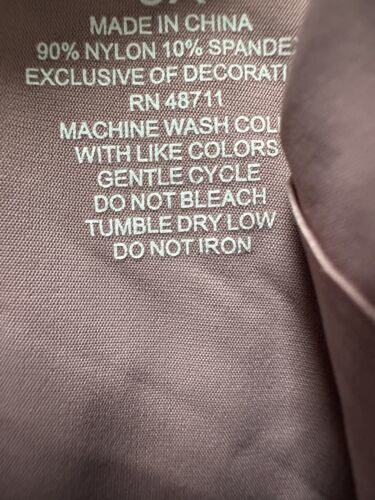 MADE IN CHINA
90% NYLON 10% SPANDE
EXCLUSIVE OF DECORATI
RN 48711
MACHINE WASH COL
WITH LIKE COLORS
GENTLE CYCLE
DO NOT BLEACH
TUMBLE DRY LOW
DO NOT IRON